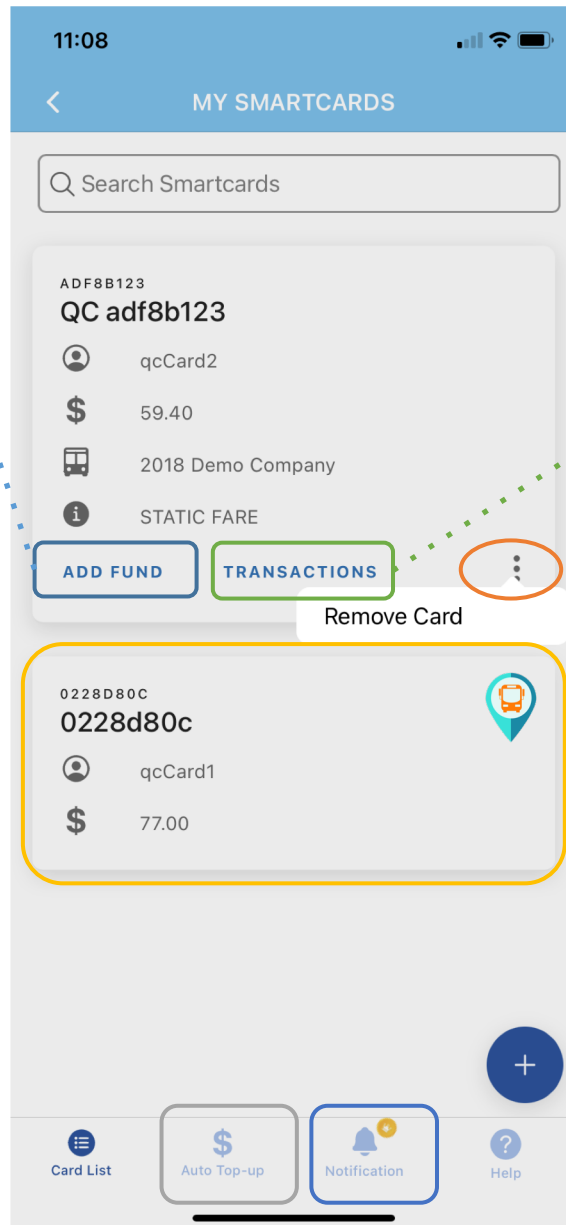 11:08
MY SMARTCARDS
Search Smartcards
ADF8B123
QC adf8b123
qcCard2
$ 59.40
2018 Demo Company
STATIC FARE
ADD FUND TRANSACTIONS
Remove Card
0228D80C
0228d80c
qcCard1
$ 77.00
+
Card List Auto Top-up Notification Help